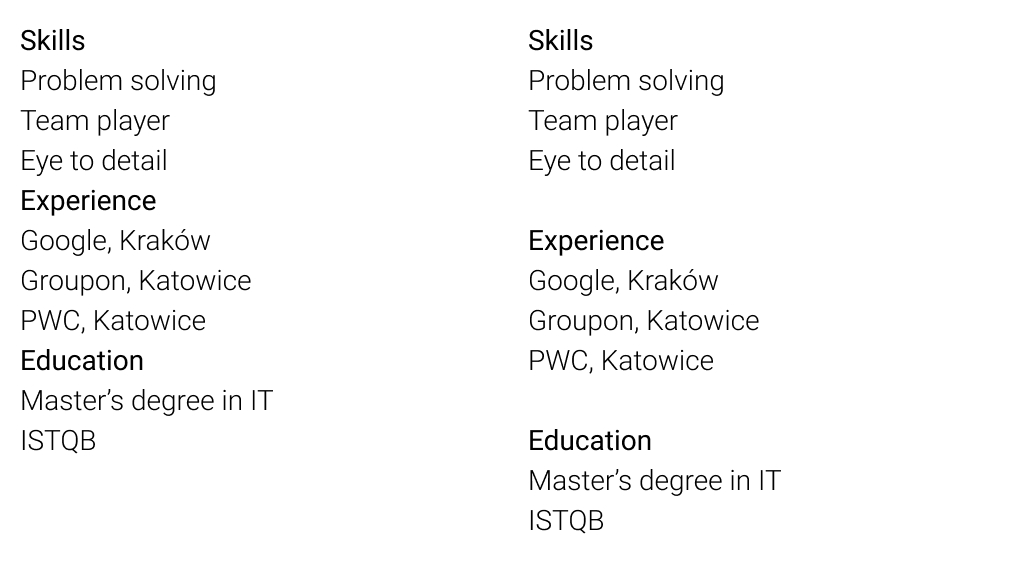 Skills
Problem solving
Team player
Eye to detail
Experience
Google, Kraków
Groupon, Katowice
PWC, Katowice
Education
Master’s degree in IT
ISTQB
Skills
Problem solving
Team player
Eye to detail
Experience
Google, Kraków
Groupon, Katowice
PWC, Katowice
Education
Master’s degree in IT
ISTQB